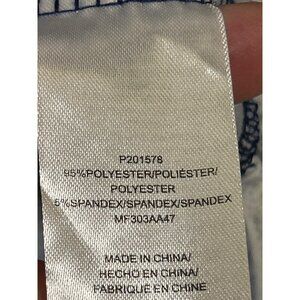 P201578
95%POLYESTER/POLIÉSTER/
POLYESTER
5%SPANDEX/SPANDEX/SPANDEX
MF303AA47
MADE IN CHINA/
HECHO EN CHINA/
FABRIQUÉ EN CHINE